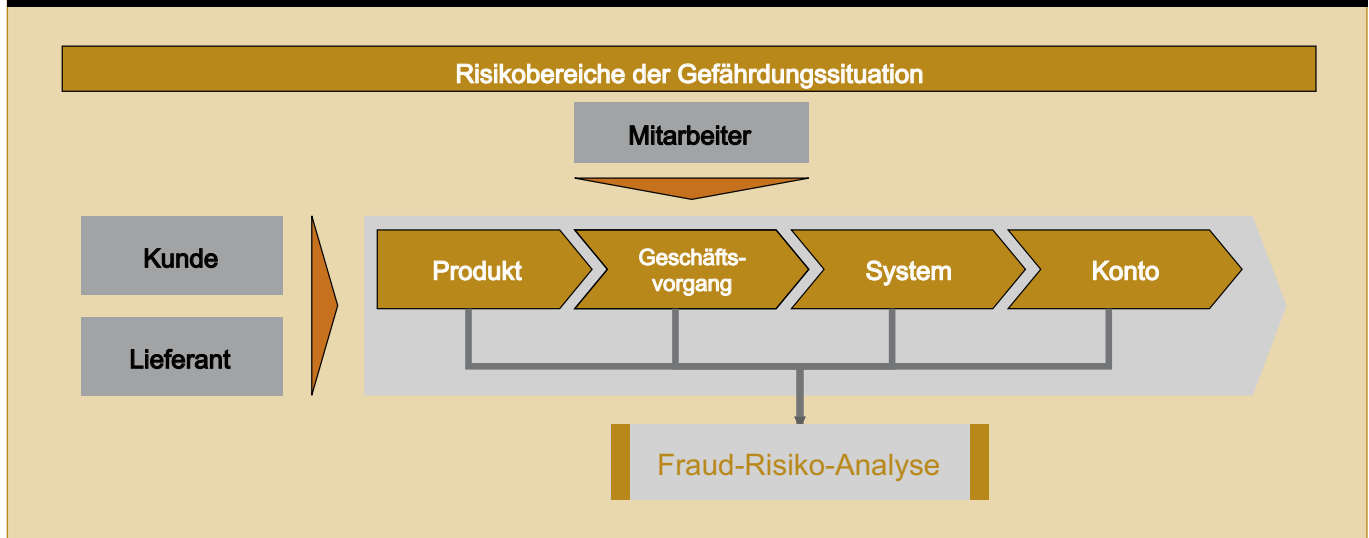 Risikobereiche der Gefährdungssituation
Mitarbeiter
Kunde
Lieferant
Produkt
Geschäfts-
vorgang
System
Konto
Fraud-Risiko-Analyse